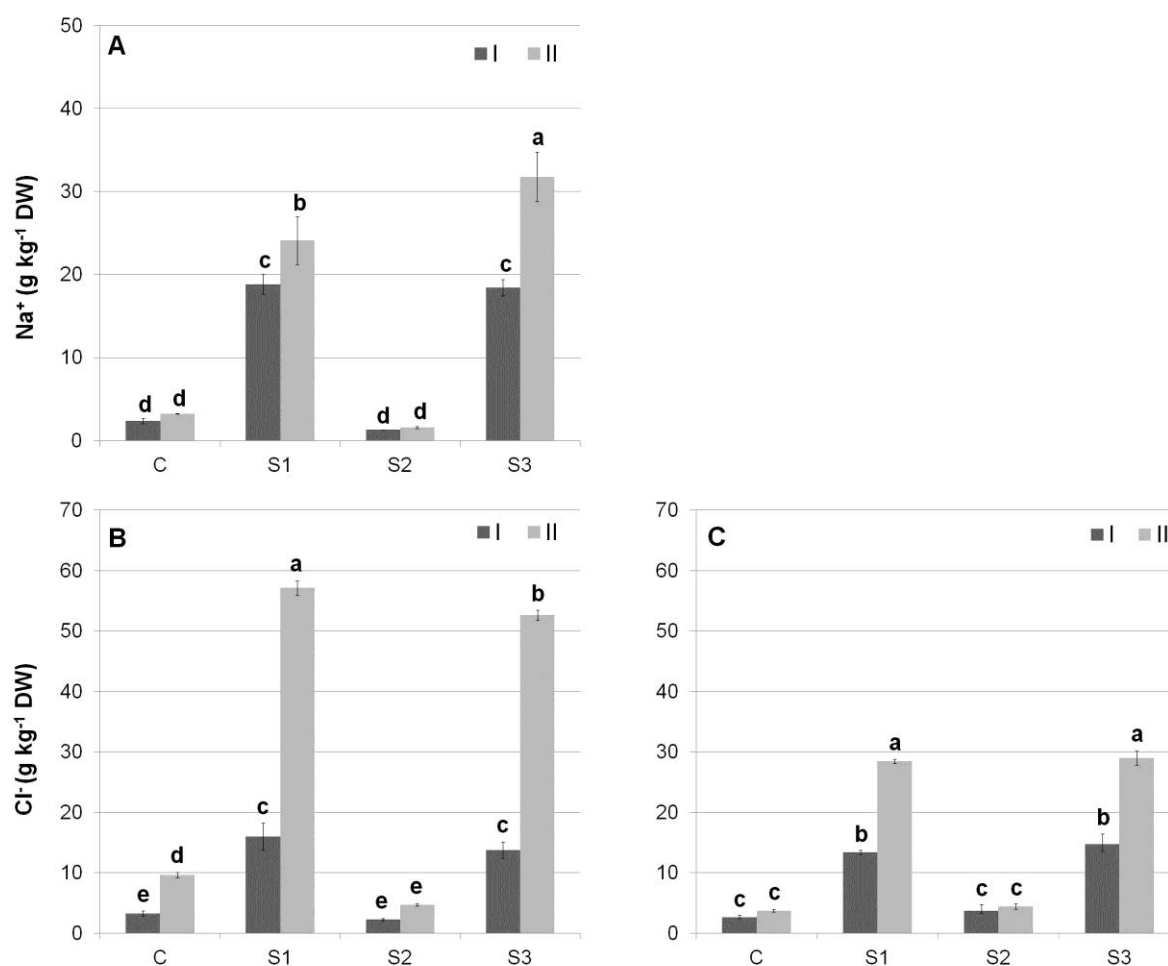 A
I II
Na⁺ (g kg⁻¹ DW)
50
40
30
20
10
0
d d c b d d c a
C S1 S2 S3
B
I II
Cl⁻ (g kg⁻¹ DW)
70
60
50
40
30
20
10
0
e d c a e e c b
C S1 S2 S3
C
I II
70
60
50
40
30
20
10
0
c c b a c c b a
C S1 S2 S3